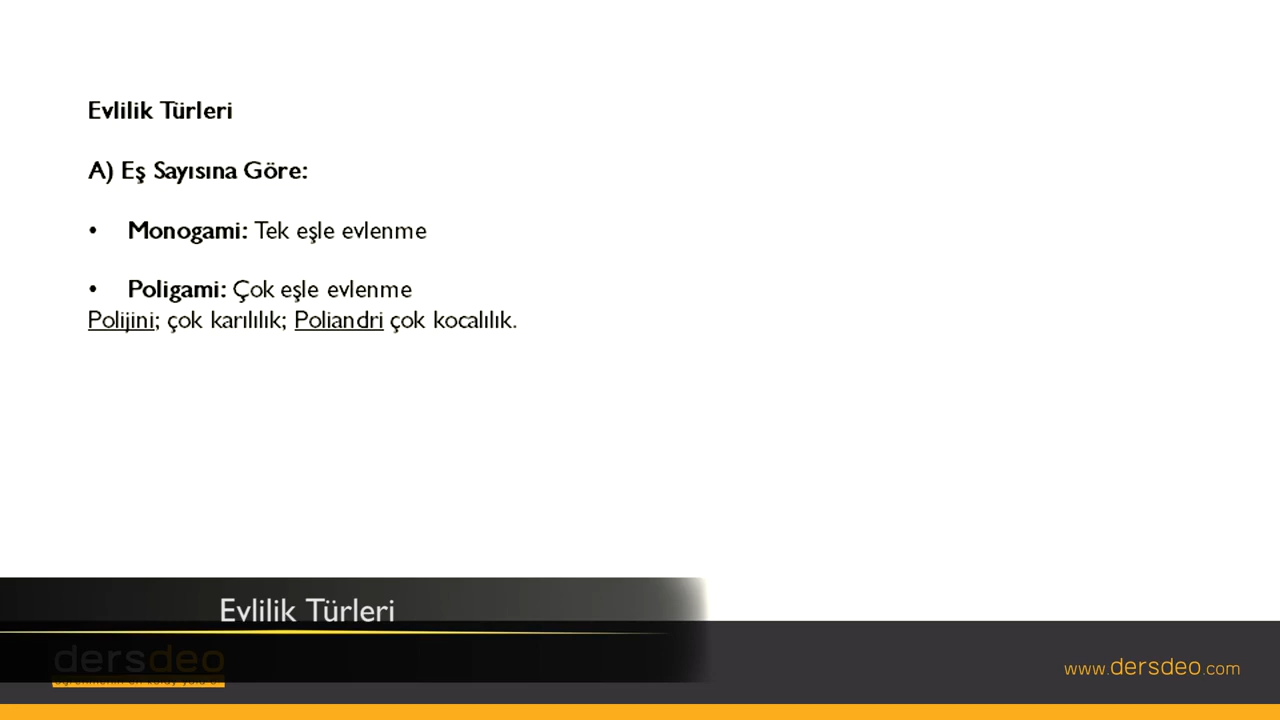 Evlilik Türleri
A) Eş Sayısına Göre:
• Monogami: Tek eşle evlenme
• Poligami: Çok eşle evlenme
Polijini; çok karılılık; Poliandri çok kocalılık.
Evlilik Türleri
dersdeo
www.dersdeo.com